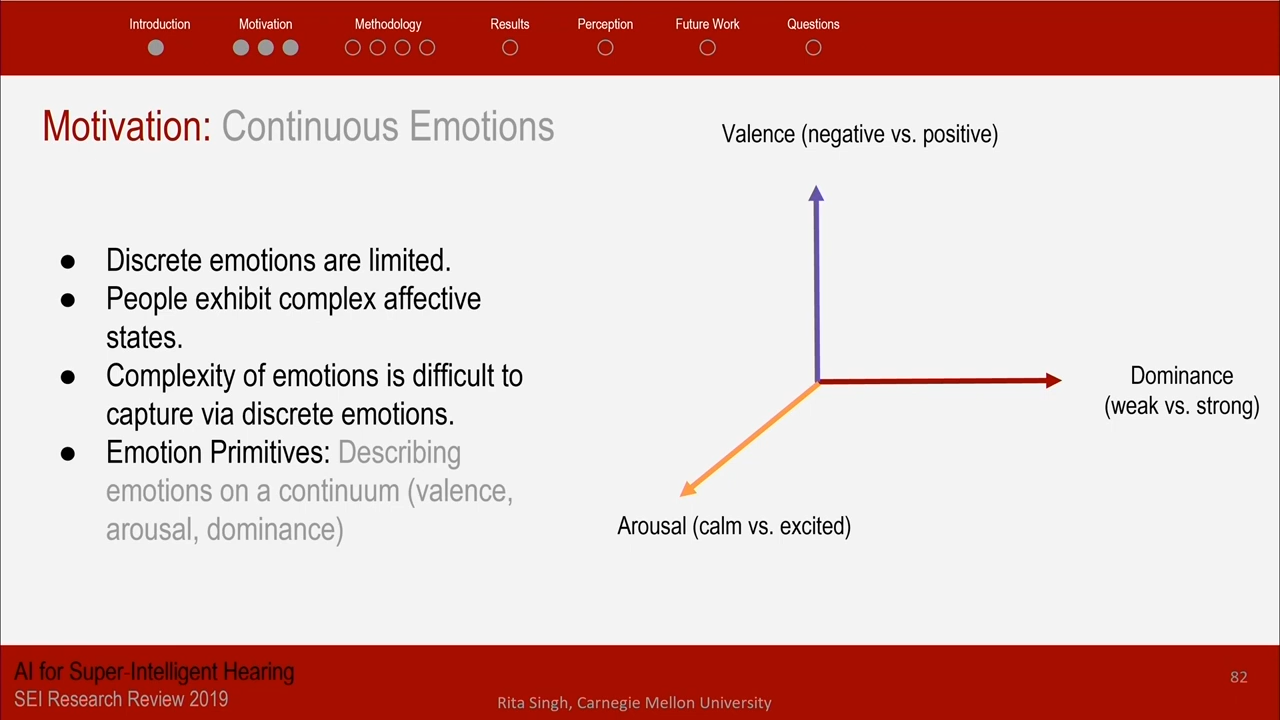 Introduction
Motivation
Methodology
Results
Perception
Future Work
Questions
Motivation: Continuous Emotions
Valence (negative vs. positive)
● Discrete emotions are limited.
● People exhibit complex affective
states.
● Complexity of emotions is difficult to
capture via discrete emotions.
● Emotion Primitives: Describing
emotions on a continuum (valence,
arousal, dominance)
Dominance
(weak vs. strong)
Arousal (calm vs. excited)
AI for Super-Intelligent Hearing
SEI Research Review 2019
Rita Singh, Carnegie Mellon University
82